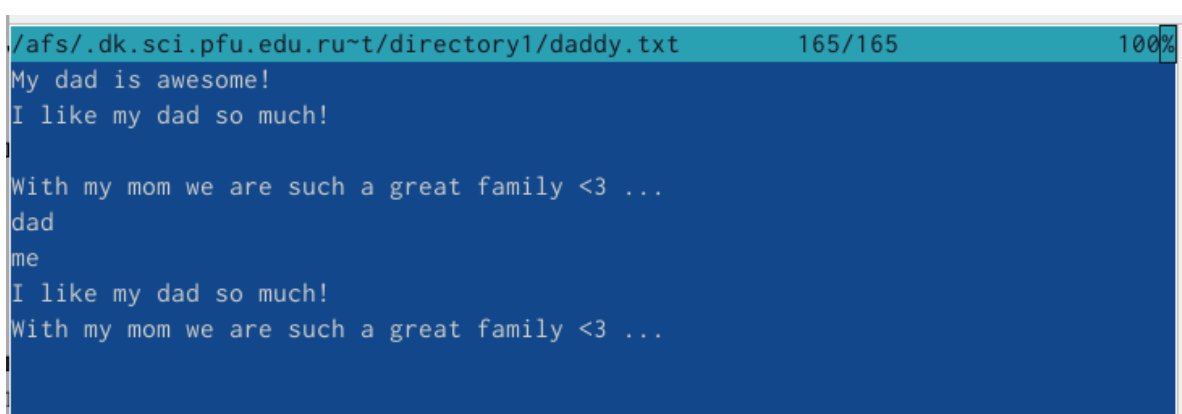 /afs/.dk.sci.pfu.edu.ru~t/directory1/daddy.txt 165/165 100%
My dad is awesome!
I like my dad so much!
With my mom we are such a great family <3 ...
dad
me
I like my dad so much!
With my mom we are such a great family <3 ...